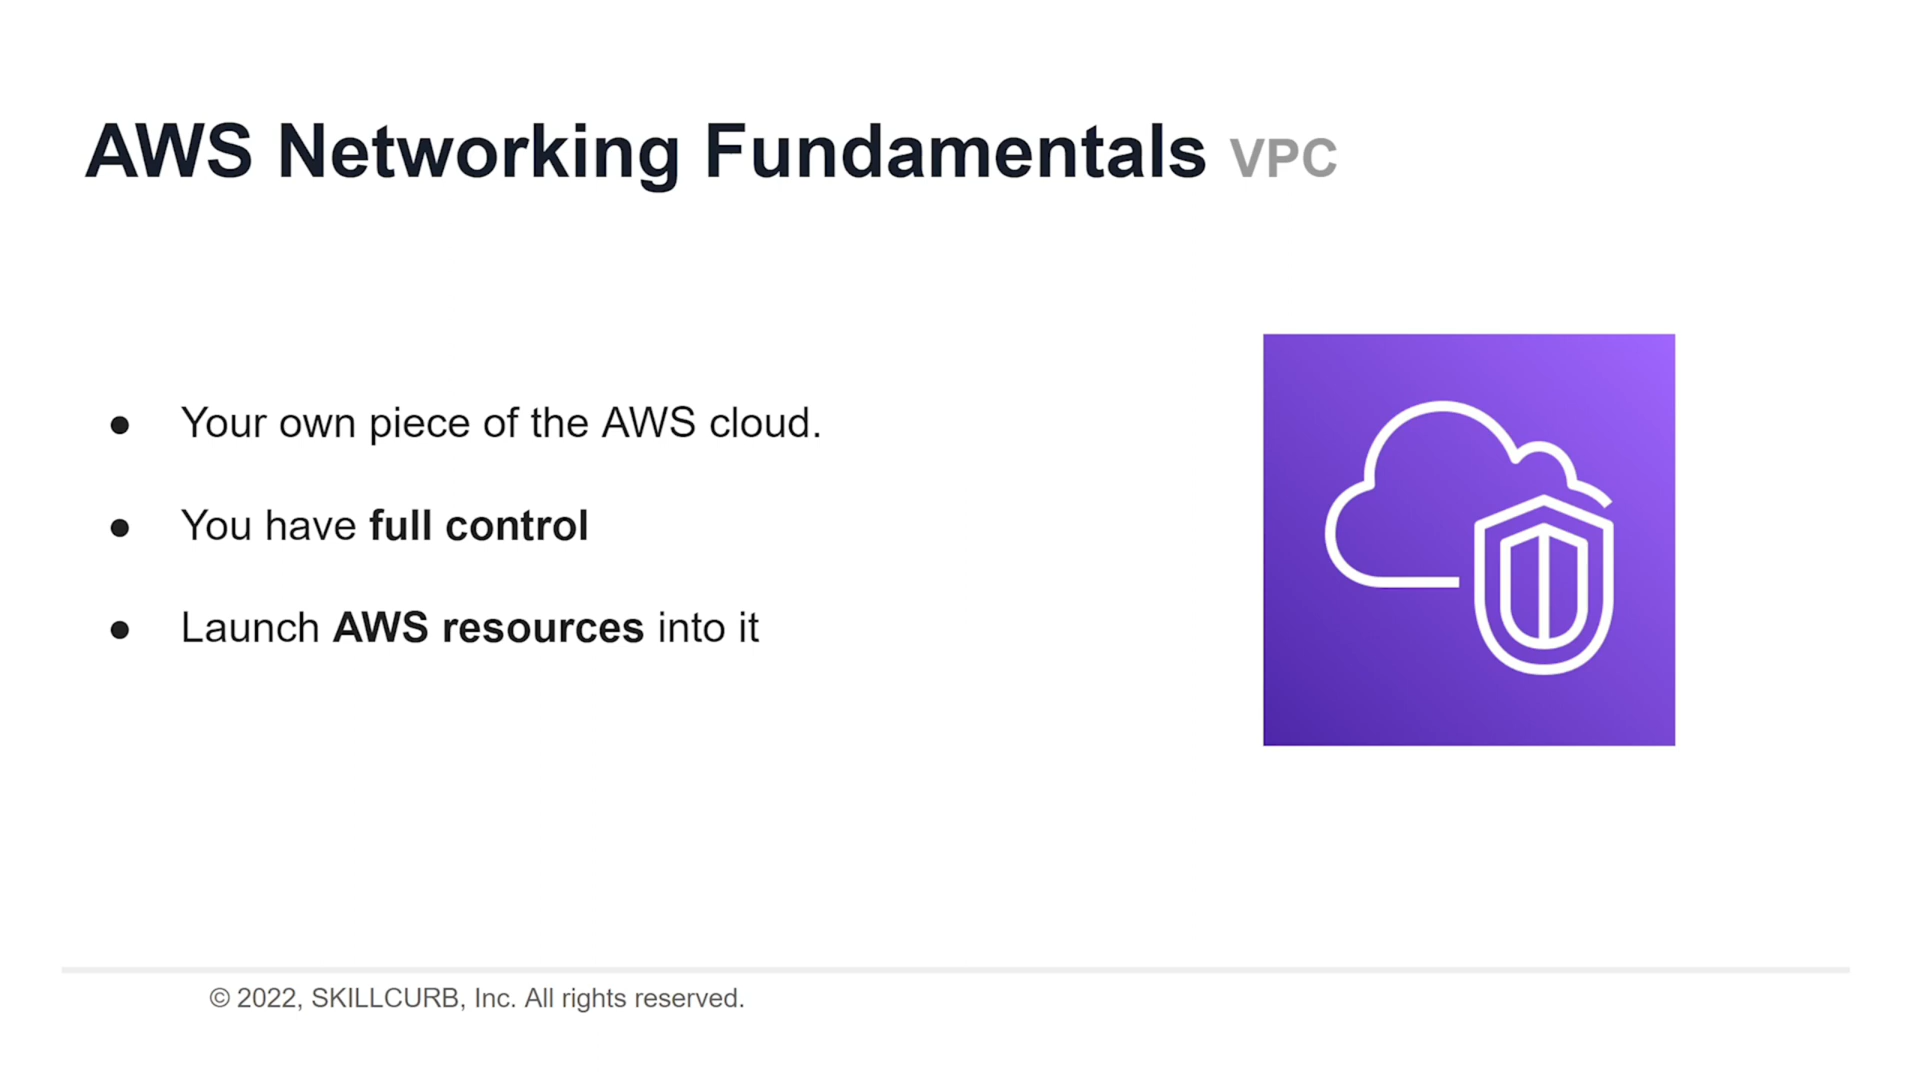 AWS Networking Fundamentals VPC
● Your own piece of the AWS cloud.
● You have full control
● Launch AWS resources into it
© 2022, SKILLCURB, Inc. All rights reserved.